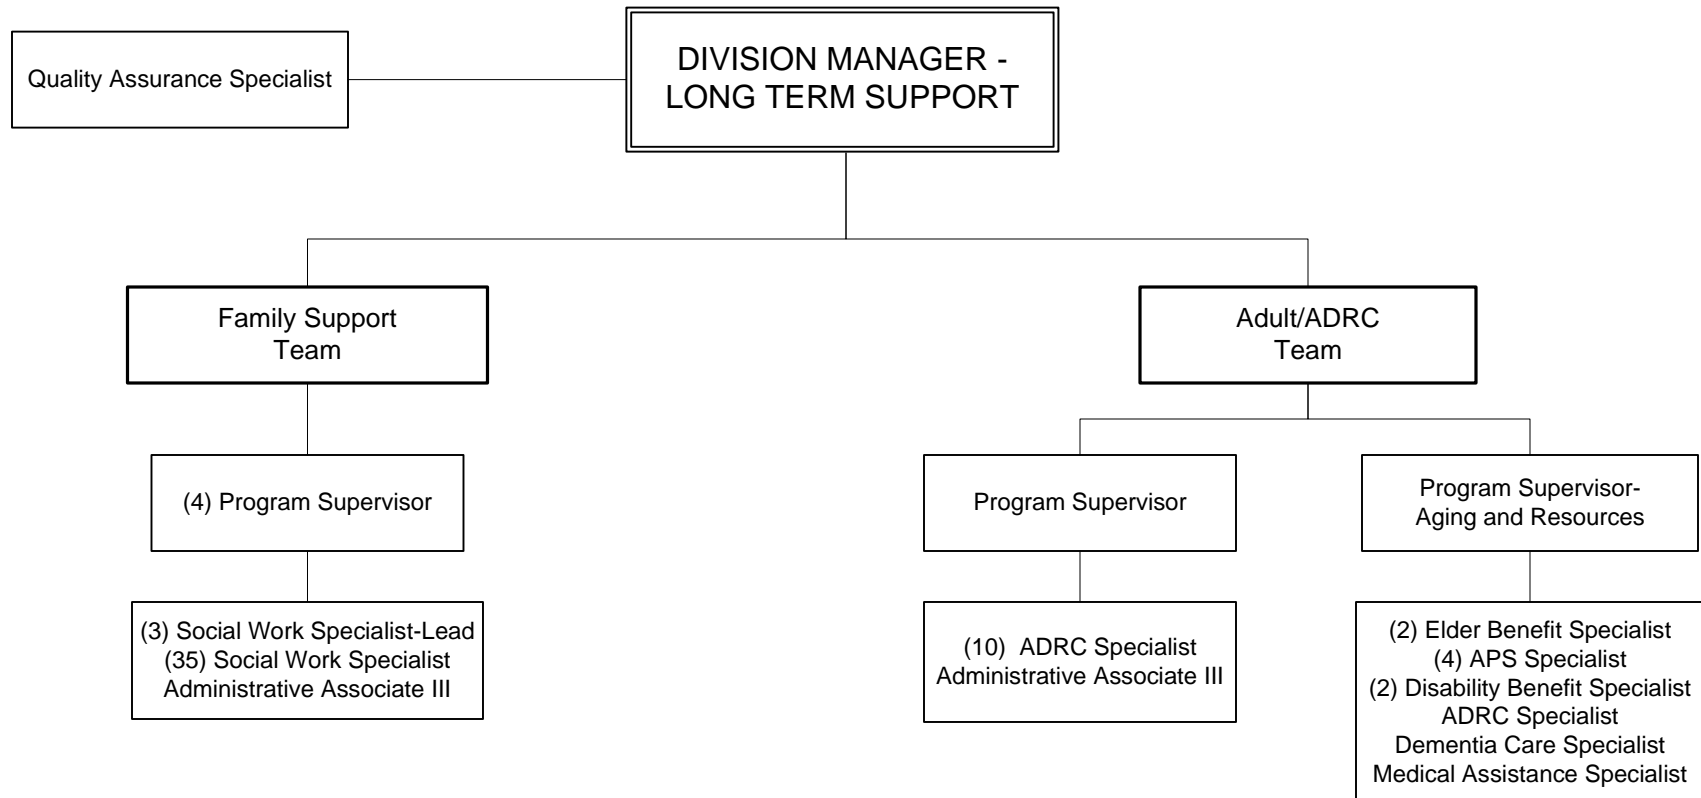 Quality Assurance Specialist
DIVISION MANAGER -
LONG TERM SUPPORT
Family Support
Team
Adult/ADRC
Team
(4) Program Supervisor
Program Supervisor
Program Supervisor-
Aging and Resources
(3) Social Work Specialist-Lead
(35) Social Work Specialist
Administrative Associate III
(10) ADRC Specialist
Administrative Associate III
(2) Elder Benefit Specialist
(4) APS Specialist
(2) Disability Benefit Specialist
ADRC Specialist
Dementia Care Specialist
Medical Assistance Specialist